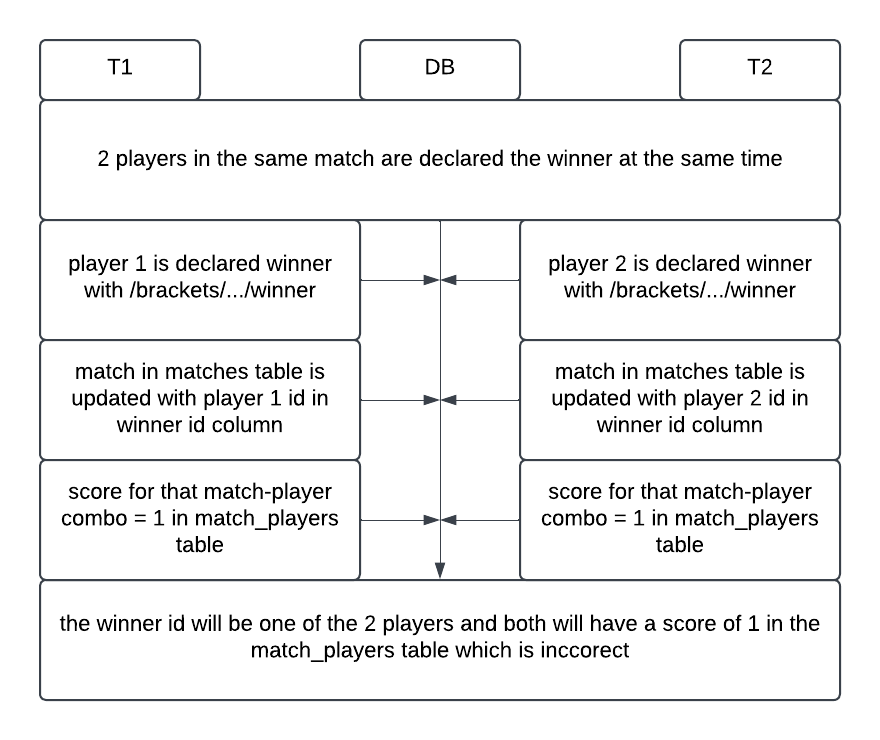 T1
DB
T2
2 players in the same match are declared the winner at the same time
player 1 is declared winner
with /brackets/.../winner
player 2 is declared winner
with /brackets/.../winner
match in matches table is
updated with player 1 id in
winner id column
match in matches table is
updated with player 2 id in
winner id column
score for that match-player
combo = 1 in match_players
table
score for that match-player
combo = 1 in match_players
table
the winner id will be one of the 2 players and both will have a score of 1 in the
match_players table which is inccorect